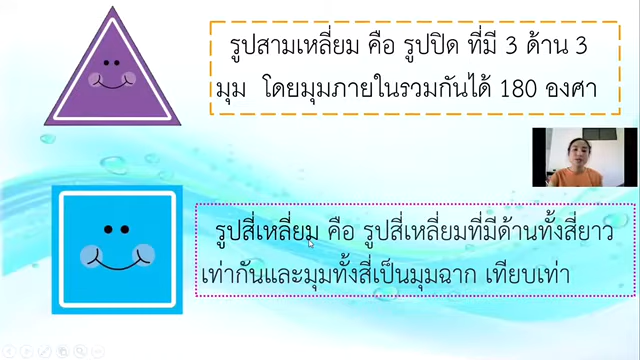 รูปสามเหลี่ยม คือ รูปปิด ที่มี 3 ด้าน 3
มุม โดยมุมภายในรวมกันได้ 180 องศา
รูปสี่เหลี่ยม คือ รูปสี่เหลี่ยมที่มีด้านทั้งสี่ยาว
เท่ากันและมุมทั้งสี่เป็นมุมฉาก เทียบเท่า